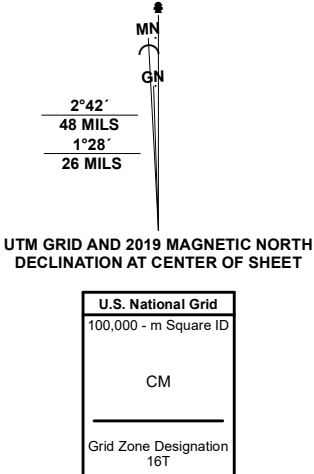 MN
GN
2°42´
48 MILS
1°28´
26 MILS
UTM GRID AND 2019 MAGNETIC NORTH
DECLINATION AT CENTER OF SHEET
U.S. National Grid
100,000 - m Square ID
CM
Grid Zone Designation
16T